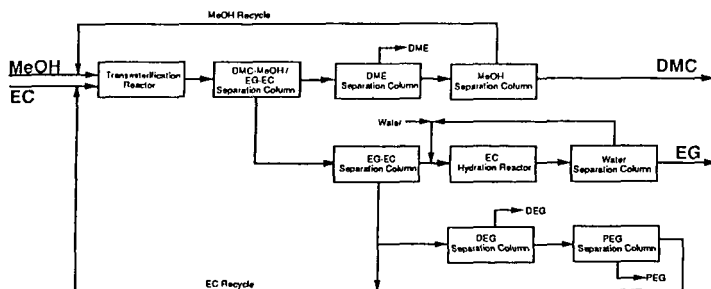 MeOH Recycle
MeOH
EC
Transesterification
Reactor
DMC-MeOH /
EG-EC
Separation Column
DME
DME
Separation Column
MeOH
Separation Column
DMC
Water
EG-EC
Separation Column
EC
Hydration Reactor
Water
Separation Column
EG
DEG
DEG
Separation Column
PEG
Separation Column
PEG
EC Recycle